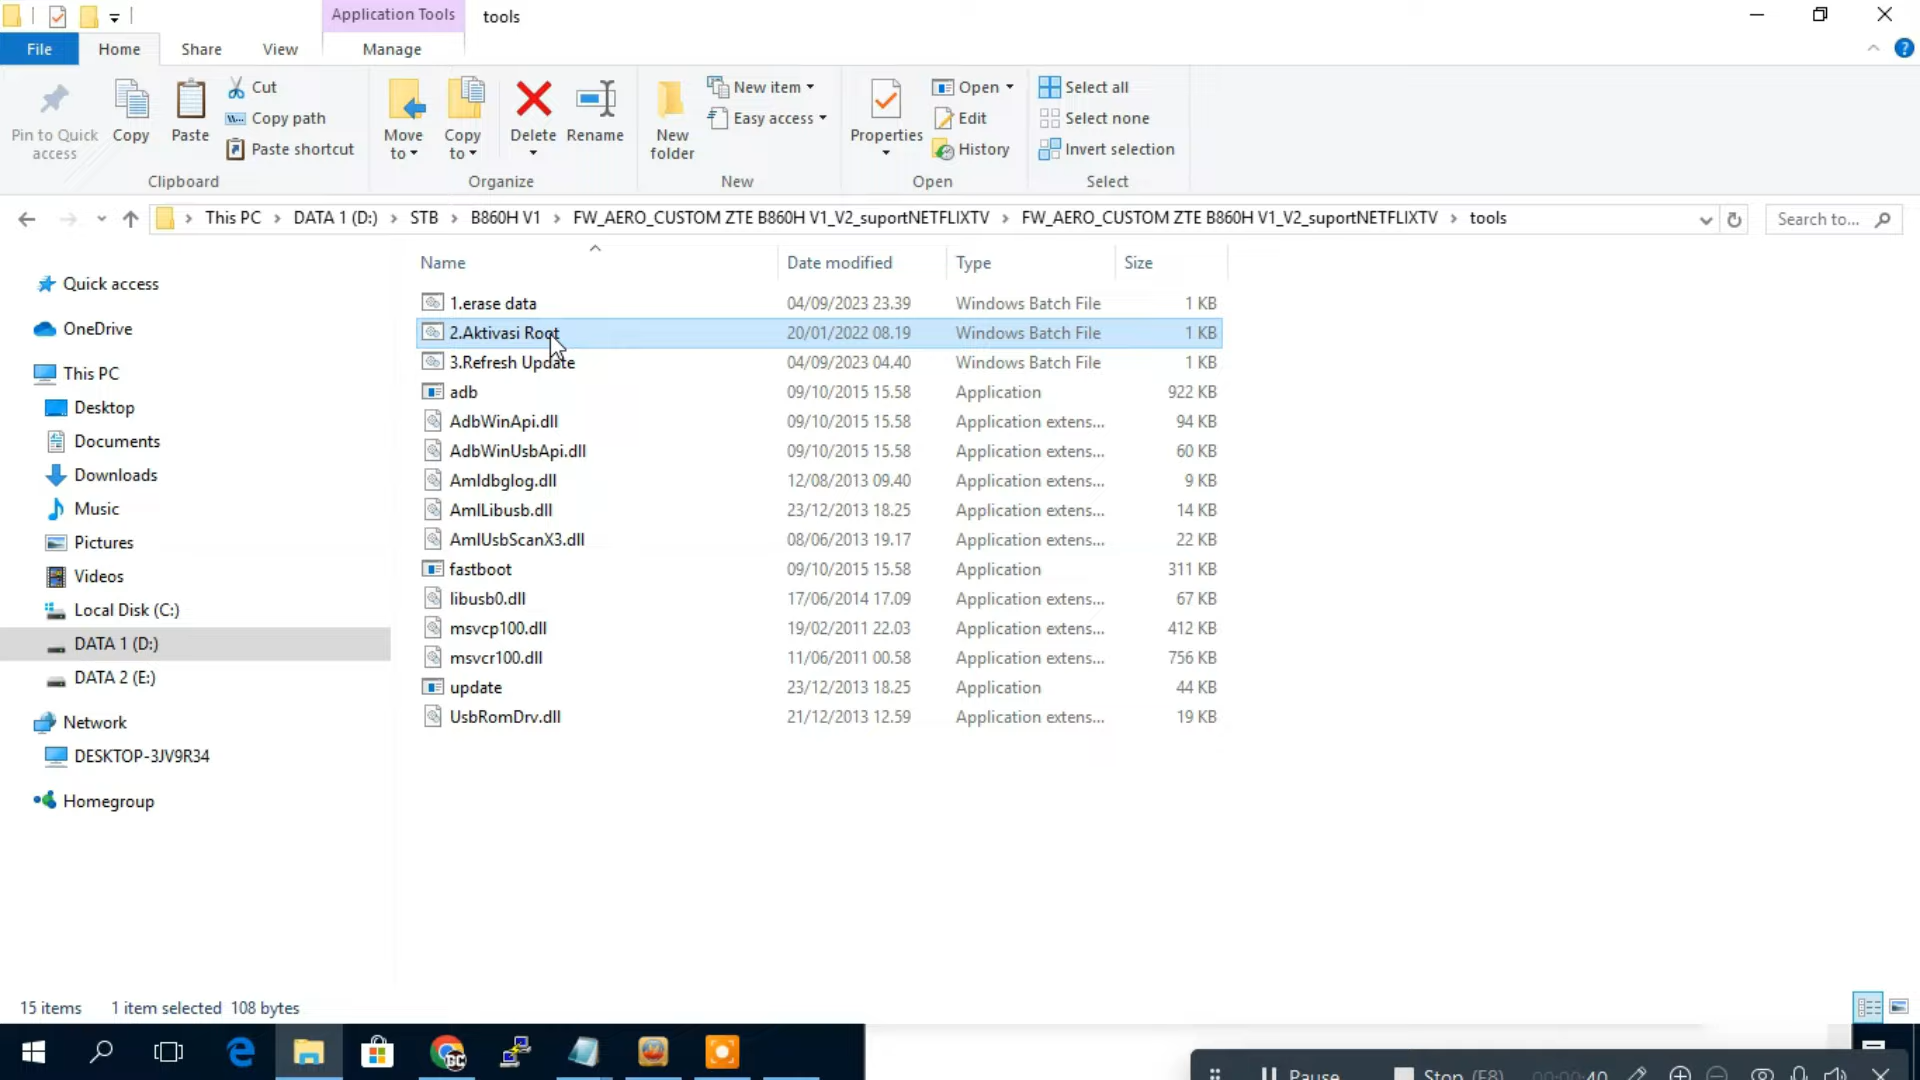 Application Tools
tools
File
Home
Share
View
Manage
Pin to Quick access
Copy
Paste
Cut
Copy path
Paste shortcut
Clipboard
Move to
Copy to
Delete
Rename
Organize
New folder
New item
Easy access
New
Properties
Open
Edit
History
Open
Select all
Select none
Invert selection
Select
This PC > DATA 1 (D:) > STB > B860H V1 > FW_AERO_CUSTOM ZTE B860H V1_V2_suportNETFLIXTV > FW_AERO_CUSTOM ZTE B860H V1_V2_suportNETFLIXTV > tools
Search to...
Quick access
OneDrive
This PC
Desktop
Documents
Downloads
Music
Pictures
Videos
Local Disk (C:)
DATA 1 (D:)
DATA 2 (E:)
Network
DESKTOP-3JV9R34
Homegroup
Name Date modified Type Size
1.erase data 04/09/2023 23.39 Windows Batch File 1 KB
2.Aktivasi Root 20/01/2022 08.19 Windows Batch File 1 KB
3.Refresh Update 04/09/2023 04.40 Windows Batch File 1 KB
adb 09/10/2015 15.58 Application 922 KB
AdbWinApi.dll 09/10/2015 15.58 Application extens... 94 KB
AdbWinUsbApi.dll 09/10/2015 15.58 Application extens... 60 KB
Amldbglog.dll 12/08/2013 09.40 Application extens... 9 KB
AmlLibusb.dll 23/12/2013 18.25 Application extens... 14 KB
AmlUsbScanX3.dll 08/06/2013 19.17 Application extens... 22 KB
fastboot 09/10/2015 15.58 Application 311 KB
libusb0.dll 17/06/2014 17.09 Application extens... 67 KB
msvcp100.dll 19/02/2011 22.03 Application extens... 412 KB
msvcr100.dll 11/06/2011 00.58 Application extens... 756 KB
update 23/12/2013 18.25 Application 44 KB
UsbRomDrv.dll 21/12/2013 12.59 Application extens... 19 KB
15 items 1 item selected 108 bytes
GC
Pause
Stop (F8)
00:00:40